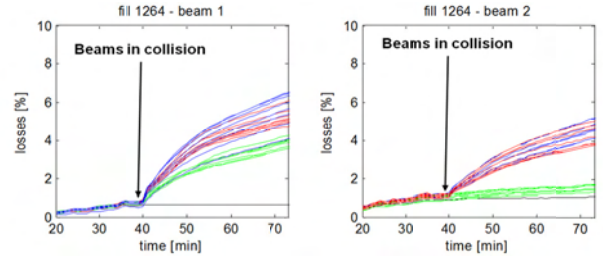 fill 1264 - beam 1
Beams in collision
losses [%]
10
8
6
4
2
0
20 30 40 50 60 70
time [min]
fill 1264 - beam 2
Beams in collision
losses [%]
10
8
6
4
2
0
20 30 40 50 60 70
time [min]